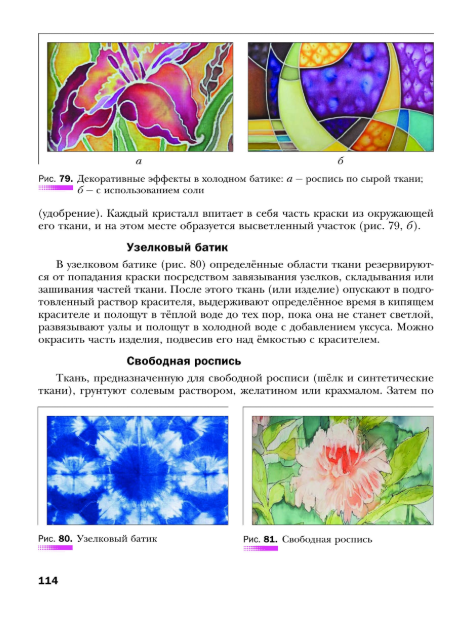 а
б
Рис. 79. Декоративные эффекты в холодном батике: а — роспись по сырой ткани;
б — с использованием соли
(удобрение). Каждый кристалл впитает в себя часть краски из окружающей
его ткани, и на этом месте образуется высветленный участок (рис. 79, б).
Узелковый батик
В узелковом батике (рис. 80) определённые области ткани резервируют-
ся от попадания краски посредством завязывания узелков, складывания или
зашивания частей ткани. После этого ткань (или изделие) опускают в подго-
товленный раствор красителя, выдерживают определённое время в кипящем
красителе и полощут в тёплой воде до тех пор, пока она не станет светлой,
развязывают узлы и полощут в холодной воде с добавлением уксуса. Можно
окрасить часть изделия, подвесив его над ёмкостью с красителем.
Свободная роспись
Ткань, предназначенную для свободной росписи (шёлк и синтетические
ткани), грунтуют солевым раствором, желатином или крахмалом. Затем по
Рис. 80. Узелковый батик
Рис. 81. Свободная роспись
114